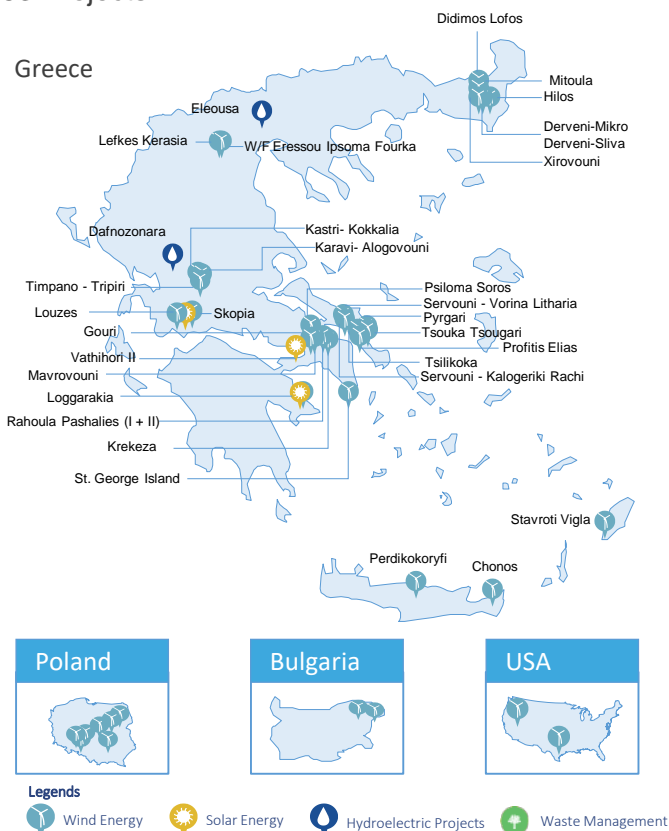 Didimos Lofos
Greece
Mitoula
Hilos
Eleousa
Derveni-Mikro
Lefkes Kerasia
W/F Eressou Ipsoma Fourka
Derveni-Sliva
Xirovouni
Dafnozonara
Kastri- Kokkalia
Karavi- Alogovouni
Timpano - Tripiri
Psiloma Soros
Servouni - Vorina Litharia
Louzes
Skopia
Pyrgari
Gouri
Tsouka Tsougari
Profitis Elias
Vathihori II
Tsilikoka
Mavrovouni
Servouni - Kalogeriki Rachi
Loggarakia
Rahoula Pashalies (I + II)
Krekeza
St. George Island
Stavroti Vigla
Perdikokoryfi
Chonos
Poland
Bulgaria
USA
Legends
Wind Energy
Solar Energy
Hydroelectric Projects
Waste Management